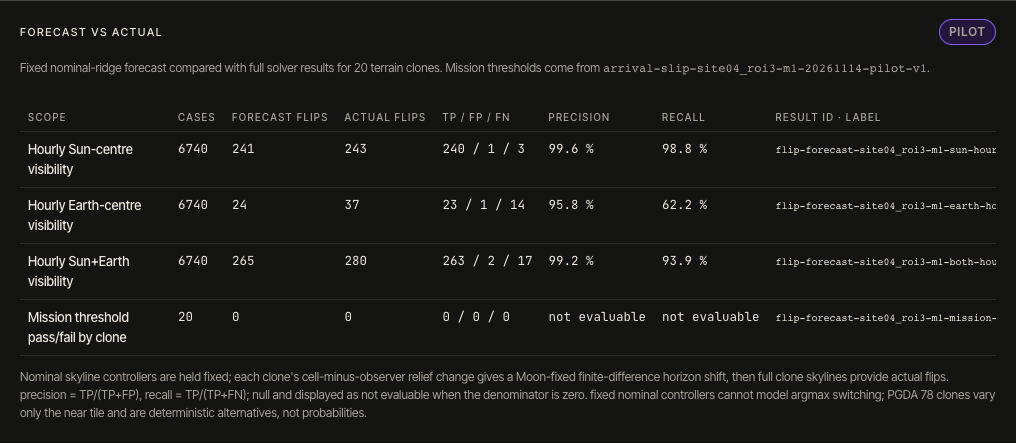 FORECAST VS ACTUAL
PILOT
Fixed nominal-ridge forecast compared with full solver results for 20 terrain clones. Mission thresholds come from arrival-slip-site04_roi3-m1-20261114-pilot-v1.
SCOPE CASES FORECAST FLIPS ACTUAL FLIPS TP / FP / FN PRECISION RECALL RESULT ID · LABEL
Hourly Sun-centre 6740 241 243 240 / 1 / 3 99.6 % 98.8 % flip-forecast-site04_roi3-m1-sun-hour
visibility
Hourly Earth-centre 6740 24 37 23 / 1 / 14 95.8 % 62.2 % flip-forecast-site04_roi3-m1-earth-ho
visibility
Hourly Sun+Earth 6740 265 280 263 / 2 / 17 99.2 % 93.9 % flip-forecast-site04_roi3-m1-both-hou
visibility
Mission threshold 20 0 0 0 / 0 / 0 not evaluable not evaluable flip-forecast-site04_roi3-m1-mission-
pass/fail by clone
Nominal skyline controllers are held fixed; each clone's cell-minus-observer relief change gives a Moon-fixed finite-difference horizon shift, then full clone skylines provide actual flips.
precision = TP/(TP+FP), recall = TP/(TP+FN); null and displayed as not evaluable when the denominator is zero. fixed nominal controllers cannot model argmax switching; PGDA 78 clones vary
only the near tile and are deterministic alternatives, not probabilities.